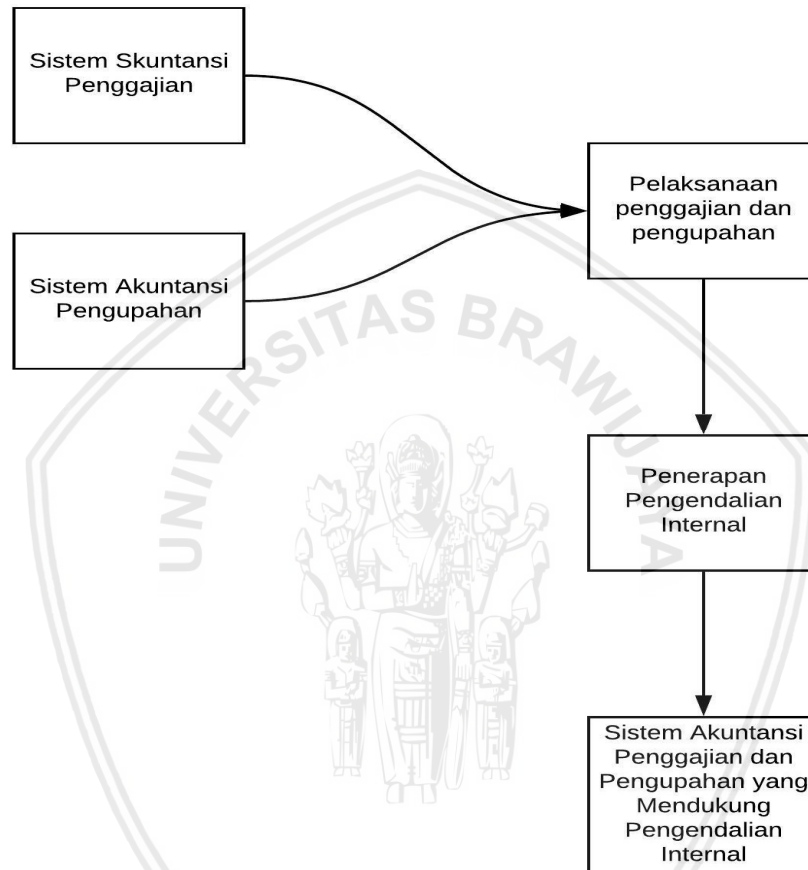 Sistem Skuntansi
Penggajian
Pelaksanaan
penggajian dan
pengupahan
Sistem Akuntansi
Pengupahan
UNIVERSITAS BRAWIJAYA
Penerapan
Pengendalian
Internal
Sistem Akuntansi
Penggajian dan
Pengupahan yang
Mendukung
Pengendalian
Internal